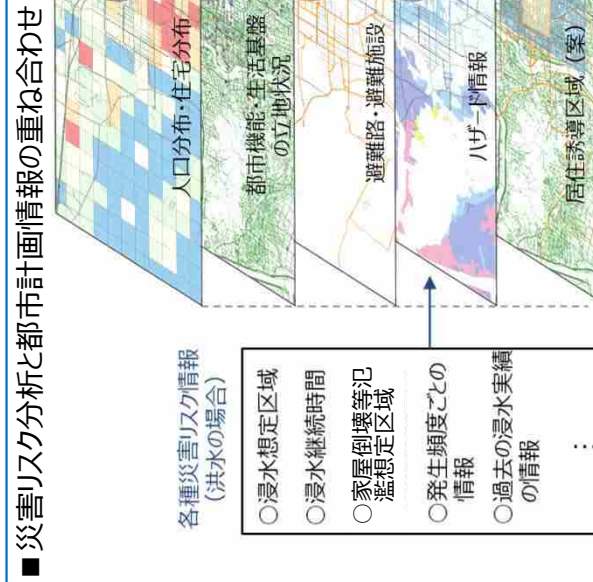 ■災害リスク分析と都市計画情報の重ね合わせ
各種災害リスク情報
（洪水の場合）
○浸水想定区域
○浸水継続時間
○家屋倒壊等氾
濫想定区域
○発生頻度ごとの
情報
○過去の浸水実績
の情報
：
人口分布・住宅分布
都市機能・生活基盤
の立地状況
避難路・避難施設
ハザード情報
居住誘導区域（案）